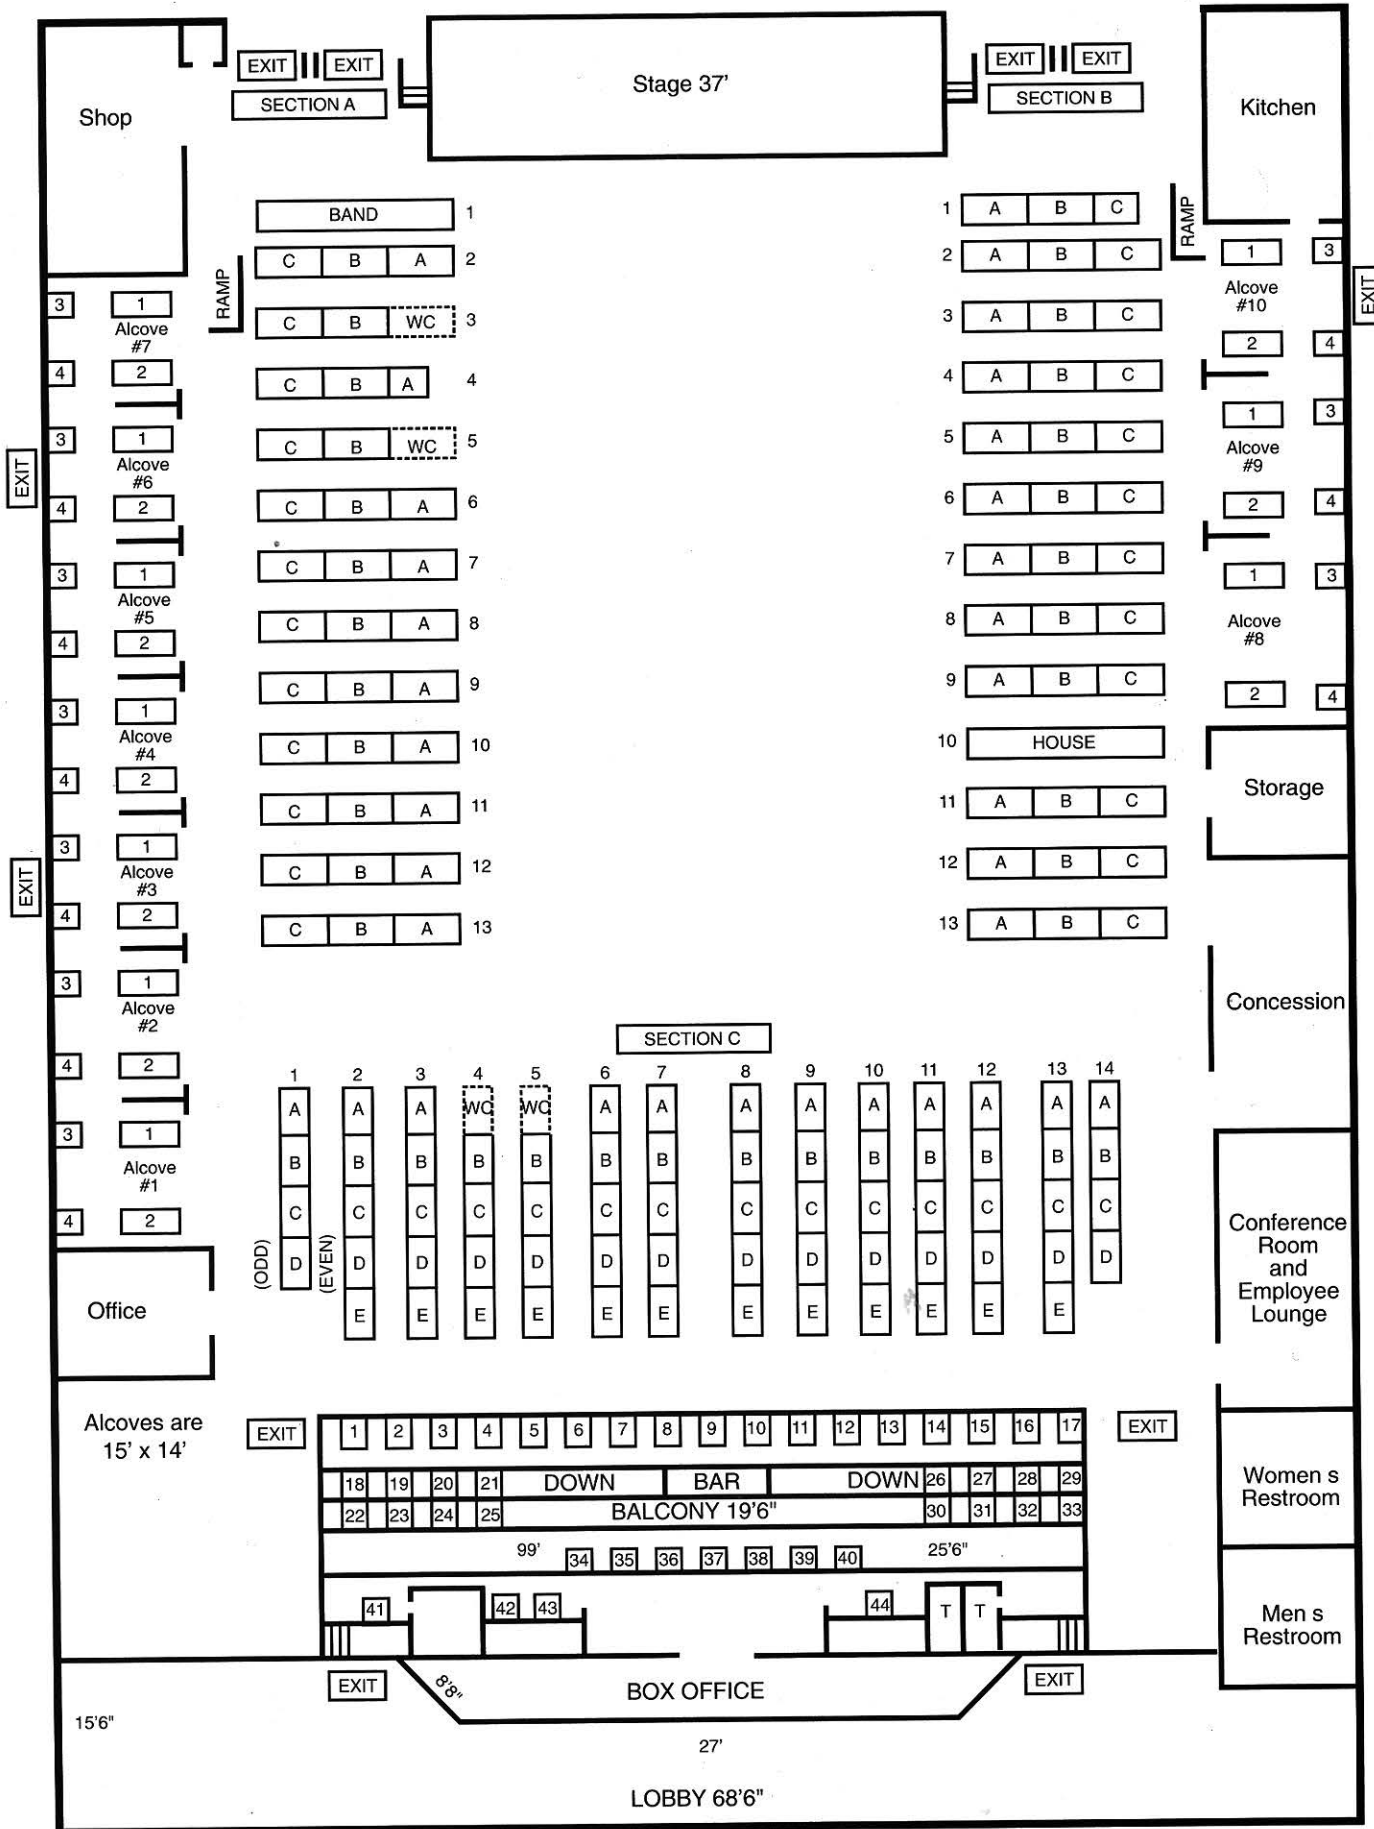 EXIT EXIT
SECTION A
Stage 37'
EXIT EXIT
SECTION B
Shop
Kitchen
RAMP
RAMP
BAND 1
C B A 2
C B WC 3
C B A 4
C B WC 5
C B A 6
C B A 7
C B A 8
C B A 9
C B A 10
C B A 11
C B A 12
C B A 13
1 A B C
2 A B C
3 A B C
4 A B C
5 A B C
6 A B C
7 A B C
8 A B C
9 A B C
10 HOUSE
11 A B C
12 A B C
13 A B C
3 1
Alcove
#7
4 2
3 1
Alcove
#6
4 2
EXIT
3 1
Alcove
#5
4 2
3 1
Alcove
#4
4 2
3 1
Alcove
#3
4 2
EXIT
3 1
Alcove
#2
4 2
3 1
Alcove
#1
4 2
1 3
Alcove
#10
2 4
EXIT
1 3
Alcove
#9
2 4
1 3
Alcove
#8
2 4
Storage
Concession
SECTION C
1 2 3 4 5 6 7 8 9 10 11 12 13 14
A A A WC WC A A A A A A A A A
B B B B B B B B B B B B B B
C C C C C C C C C C C C C C
D D D D D D D D D D D D D D
E E E E E E E E E E E E
(ODD)
(EVEN)
Office
Conference
Room
and
Employee
Lounge
Alcoves are
15' x 14'
EXIT
1 2 3 4 5 6 7 8 9 10 11 12 13 14 15 16 17
EXIT
18 19 20 21 DOWN BAR DOWN 26 27 28 29
22 23 24 25 BALCONY 19'6" 30 31 32 33
99' 34 35 36 37 38 39 40 25'6"
41 42 43 44 T T
Women s
Restroom
Men s
Restroom
EXIT
8'8"
BOX OFFICE
EXIT
15'6"
27'
LOBBY 68'6"